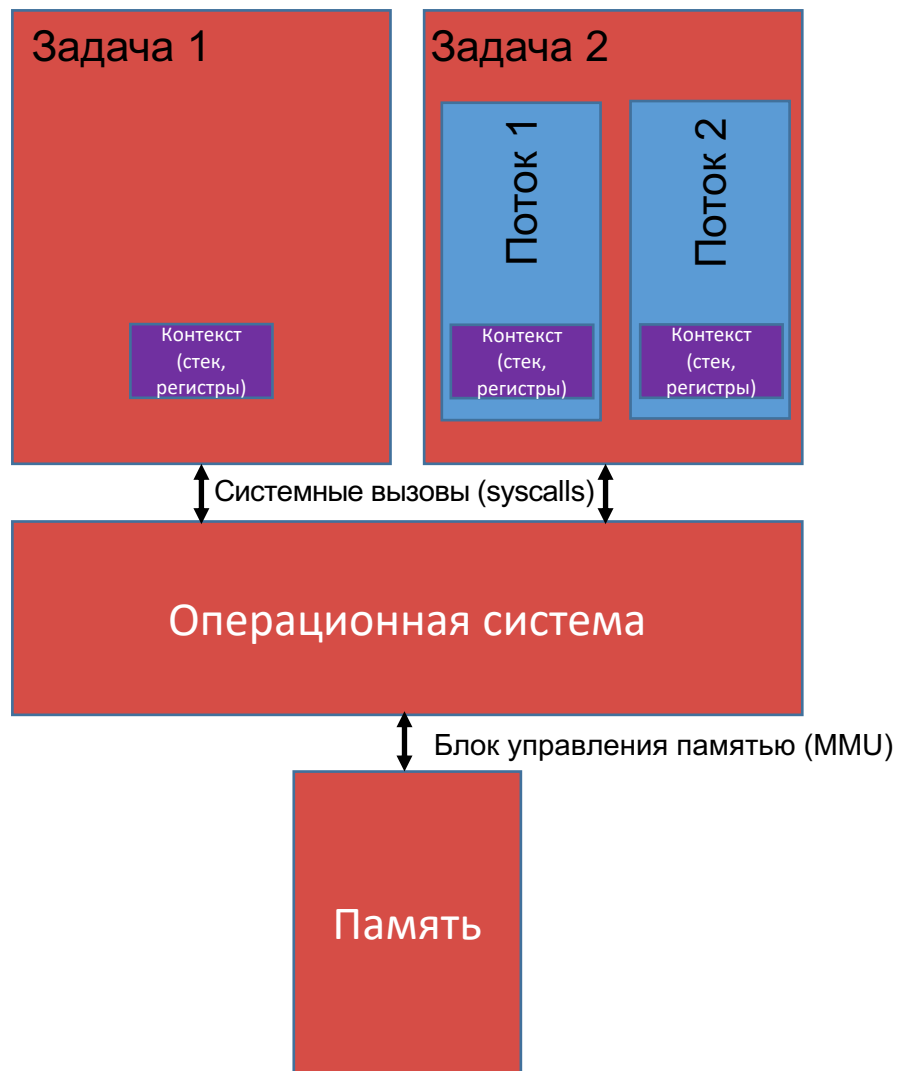 Задача 1
Задача 2
Поток 1
Поток 2
Контекст
(стек,
регистры)
Контекст
(стек,
регистры)
Контекст
(стек,
регистры)
Системные вызовы (syscalls)
Операционная система
Блок управления памятью (MMU)
Память